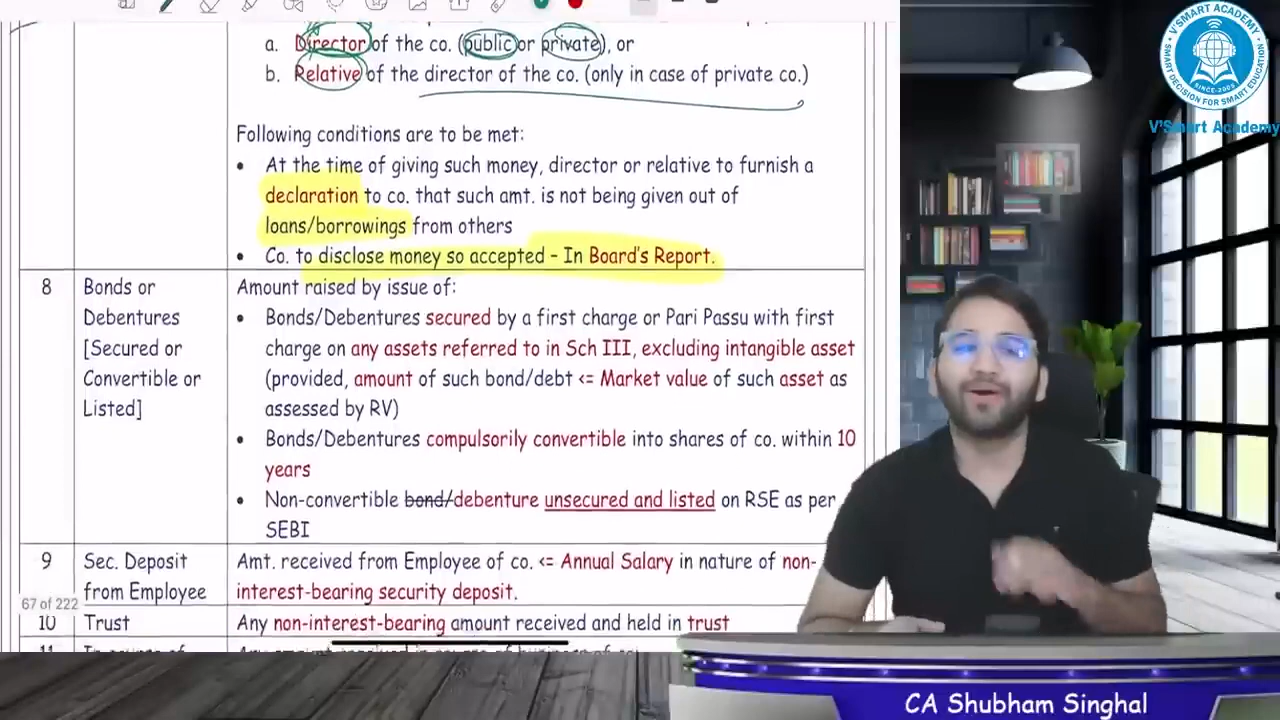 a. Director of the co. (public or private), or
b. Relative of the director of the co. (only in case of private co.)
Following conditions are to be met:
• At the time of giving such money, director or relative to furnish a
declaration to co. that such amt. is not being given out of
loans/borrowings from others
• Co. to disclose money so accepted – In Board's Report.
8
Bonds or
Debentures
[Secured or
Convertible or
Listed]
Amount raised by issue of:
• Bonds/Debentures secured by a first charge or Pari Passu with first
charge on any assets referred to in Sch III, excluding intangible asset
(provided, amount of such bond/debt <= Market value of such asset as
assessed by RV)
• Bonds/Debentures compulsorily convertible into shares of co. within 10
years
• Non-convertible bond/debenture unsecured and listed on RSE as per
SEBI
9
Sec. Deposit
from Employee
Amt. received from Employee of co. <= Annual Salary in nature of non-
interest-bearing security deposit.
67 of 222
10
Trust
Any non-interest-bearing amount received and held in trust
V'SMART ACADEMY
SINCE-2005
SMART DECISION FOR SMART EDUCATION
V'Smart Academy
CA Shubham Singhal